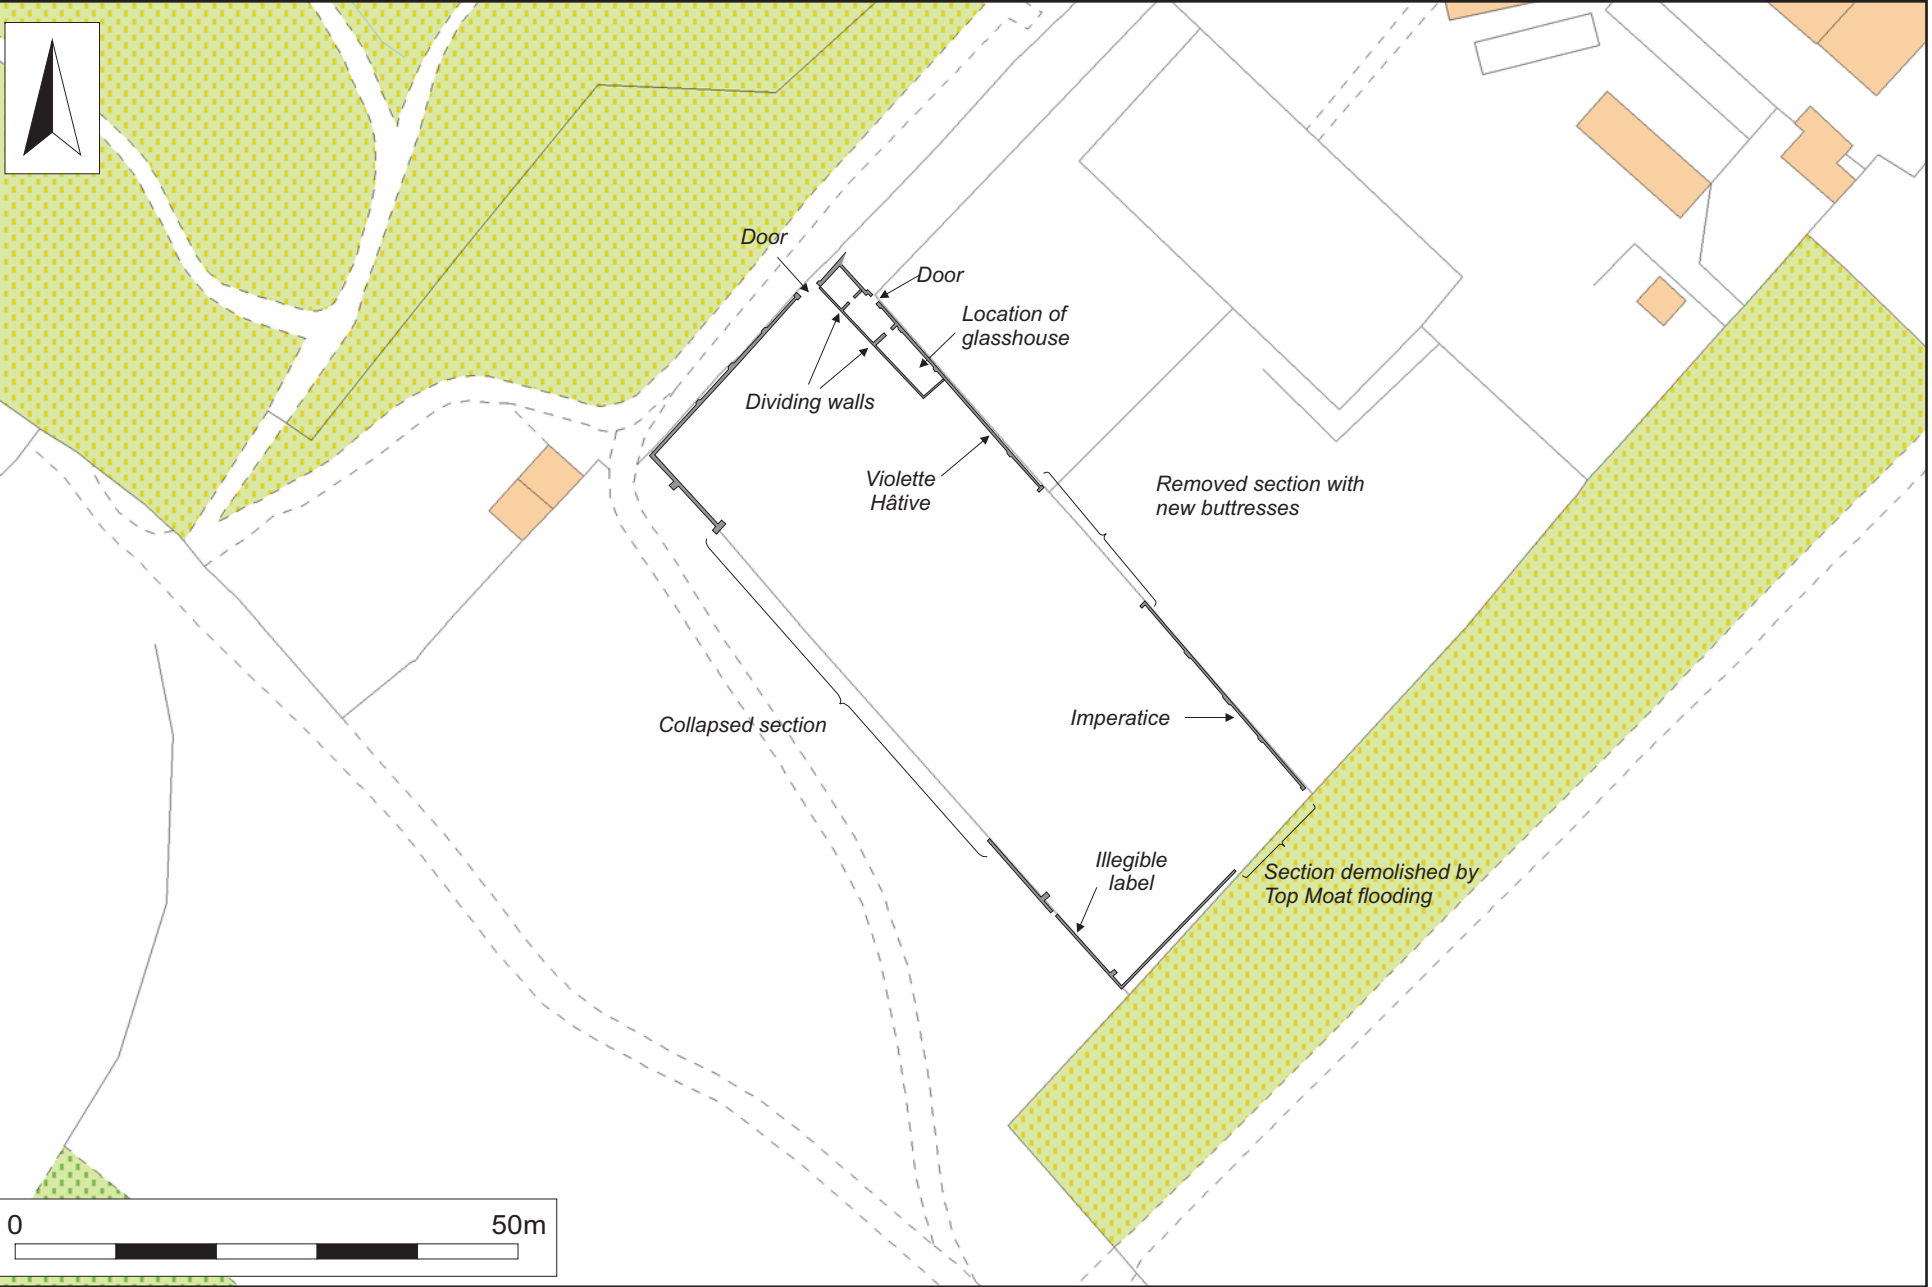 Door
Door
Location of
glasshouse
Dividing walls
Violette
Hâtive
Removed section with
new buttresses
Collapsed section
Imperatice
Illegible
label
Section demolished by
Top Moat flooding
0
50m